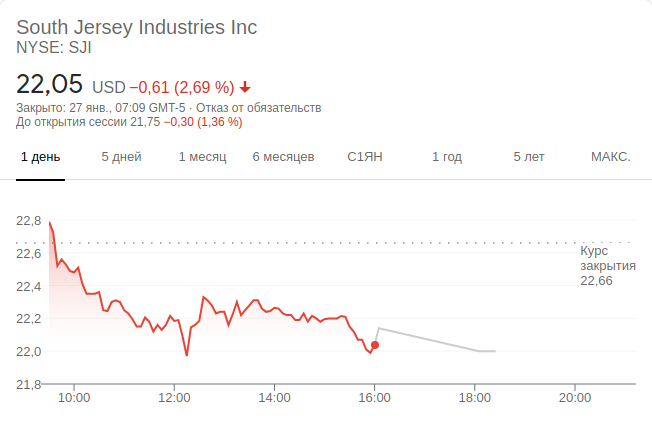 South Jersey Industries Inc
NYSE: SJI
22,05 USD −0,61 (2,69 %)
Закрыто: 27 янв., 07:09 GMT-5 · Отказ от обязательств
До открытия сессии 21,75 −0,30 (1,36 %)
1 день 5 дней 1 месяц 6 месяцев С1ЯН 1 год 5 лет МАКС.
22,8
22,6
22,4
22,2
22,0
21,8
Курс
закрытия
22,66
10:00 12:00 14:00 16:00 18:00 20:00